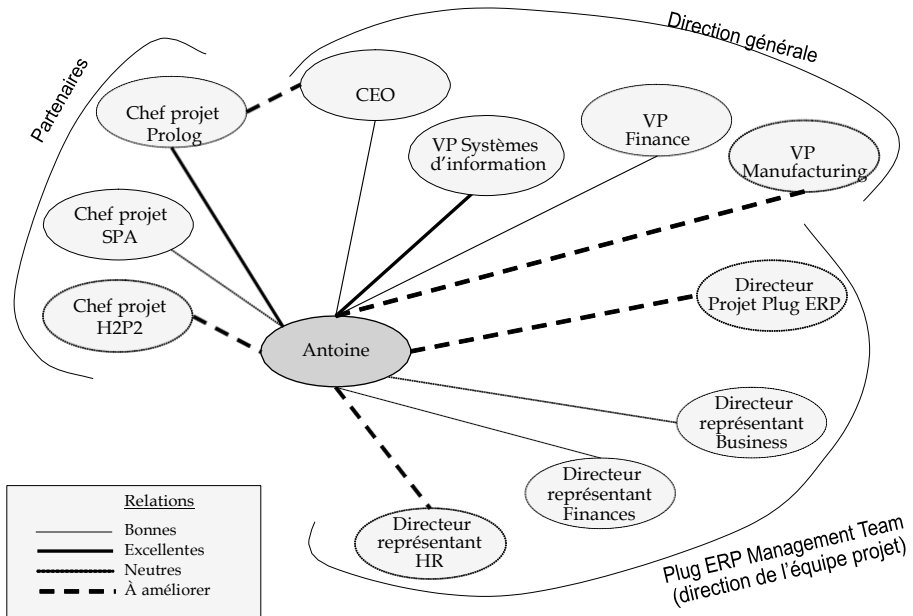 Partenaires
Direction générale
Chef projet
Prolog
CEO
VP Systèmes
d'information
VP
Finance
VP
Manufacturing
Chef projet
SPA
Chef projet
H2P2
Antoine
Directeur
Projet Plug ERP
Directeur
représentant
Business
Directeur
représentant
Finances
Directeur
représentant
HR
Plug ERP Management Team
(direction de l'équipe projet)
Relations
Bonnes
Excellentes
Neutres
À améliorer